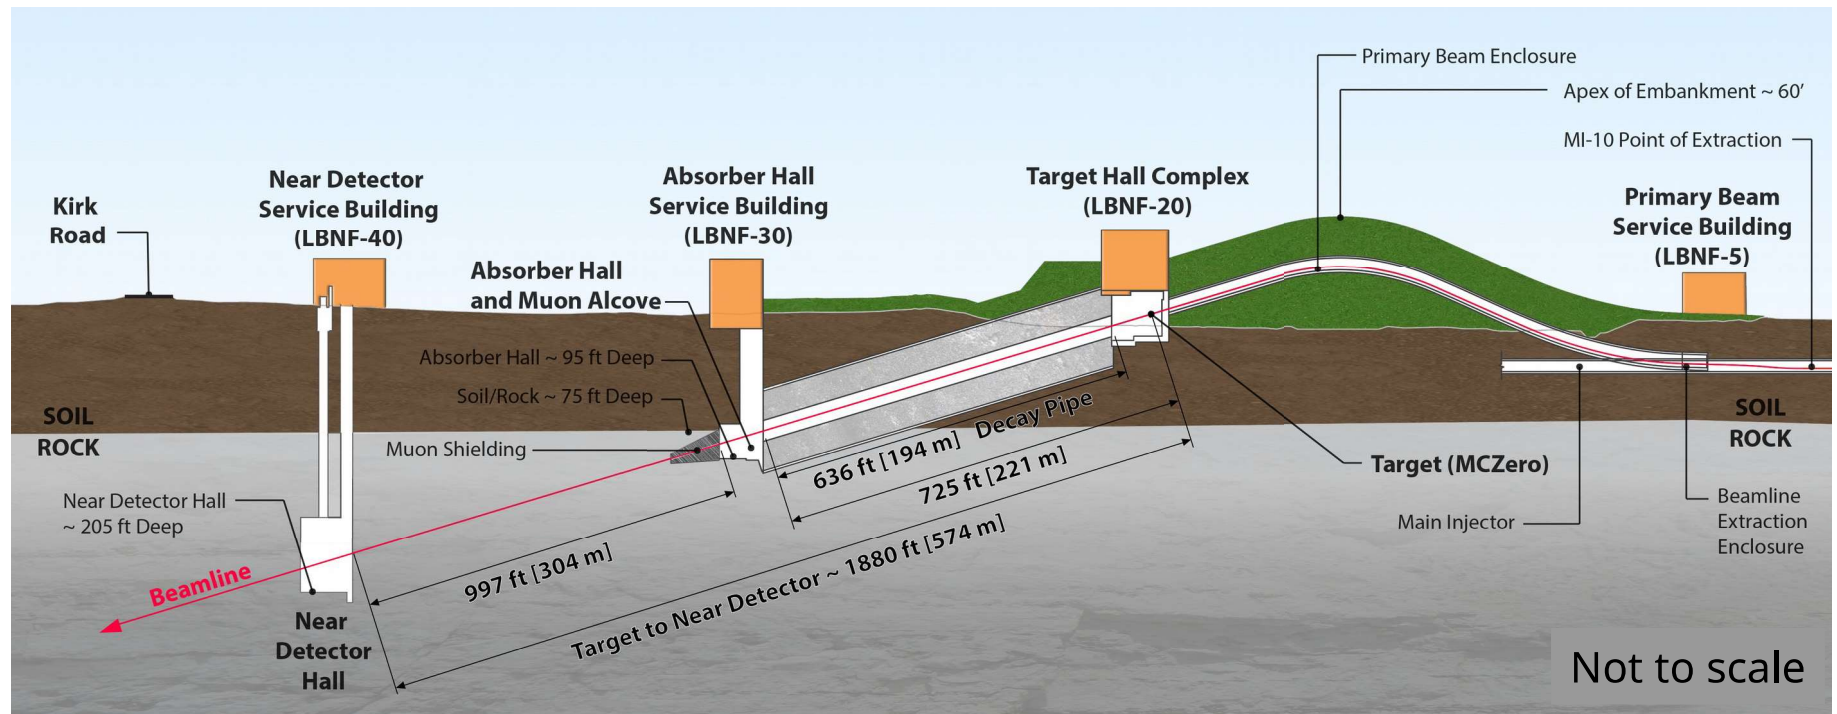 Primary Beam Enclosure
Apex of Embankment ~ 60'
MI-10 Point of Extraction
Kirk
Road
Near Detector
Service Building
(LBNF-40)
Absorber Hall
Service Building
(LBNF-30)
Target Hall Complex
(LBNF-20)
Primary Beam
Service Building
(LBNF-5)
Absorber Hall
and Muon Alcove
Absorber Hall ~ 95 ft Deep
Soil/Rock ~ 75 ft Deep
SOIL
ROCK
Muon Shielding
SOIL
ROCK
Near Detector Hall
~ 205 ft Deep
636 ft [194 m] Decay Pipe
725 ft [221 m]
997 ft [304 m]
Target to Near Detector ~ 1880 ft [574 m]
Target (MCZero)
Main Injector
Beamline
Extraction
Enclosure
Beamline
Near
Detector
Hall
Not to scale